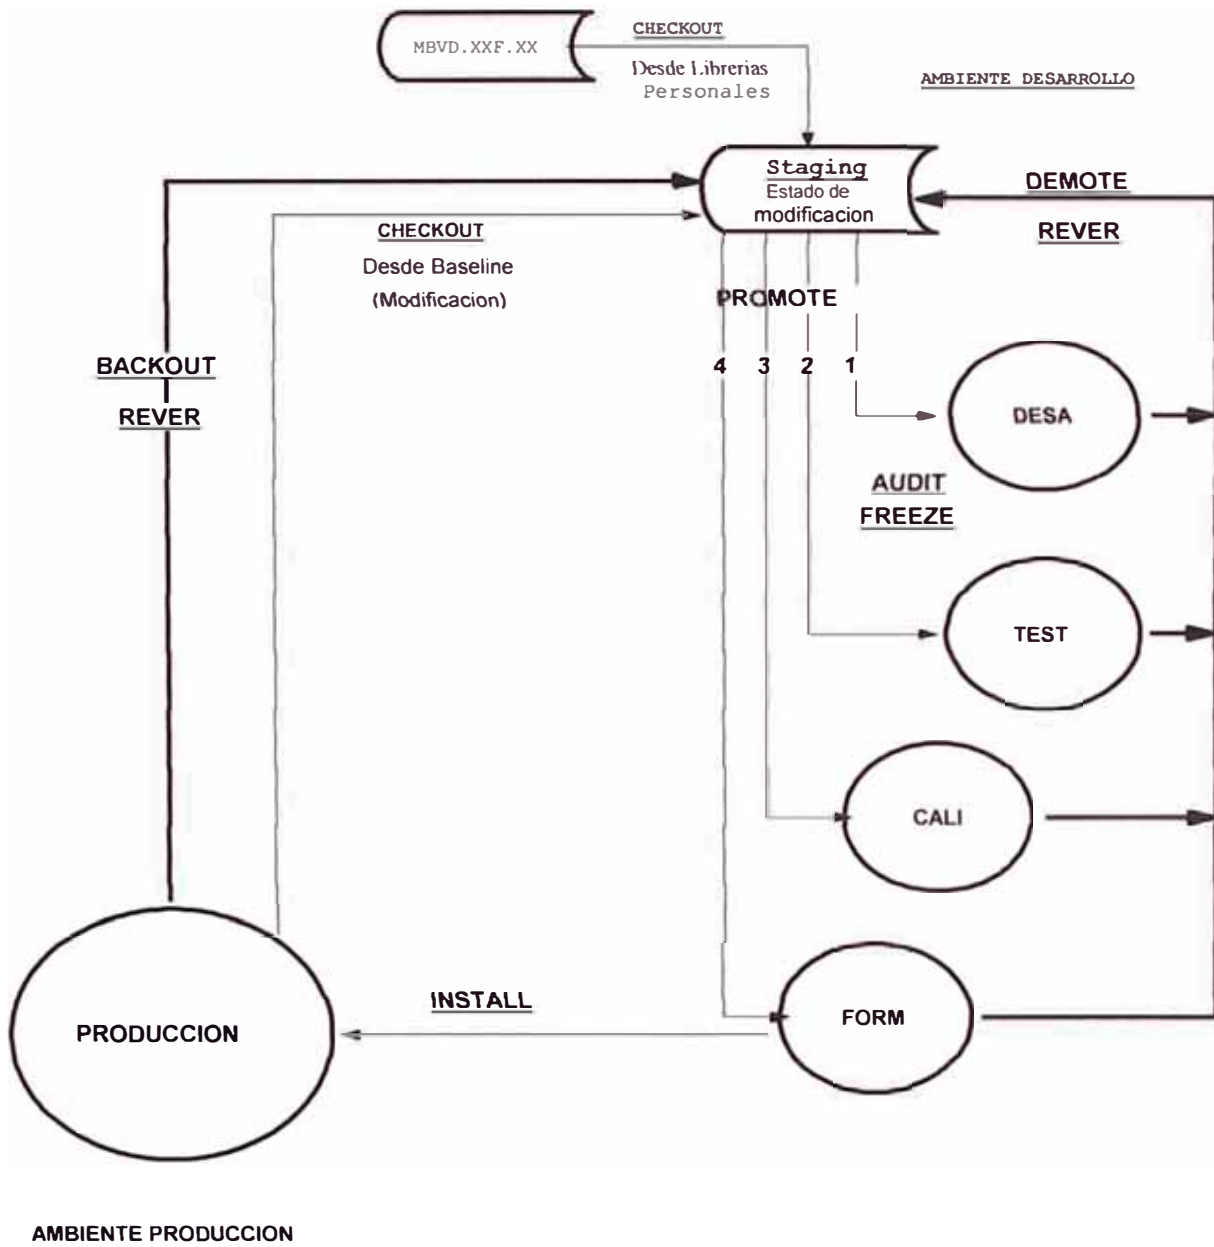 CHECKOUT
MBVD.XXF.XX
Desde Librerias
Personales
AMBIENTE DESARROLLO
Staging
Estado de
modificacion
DEMOTE
REVER
CHECKOUT
Desde Baseline
(Modificacion)
PROMOTE
BACKOUT
REVER
4 3 2 1
DESA
AUDIT
FREEZE
TEST
CALI
INSTALL
FORM
PRODUCCION
AMBIENTE PRODUCCION